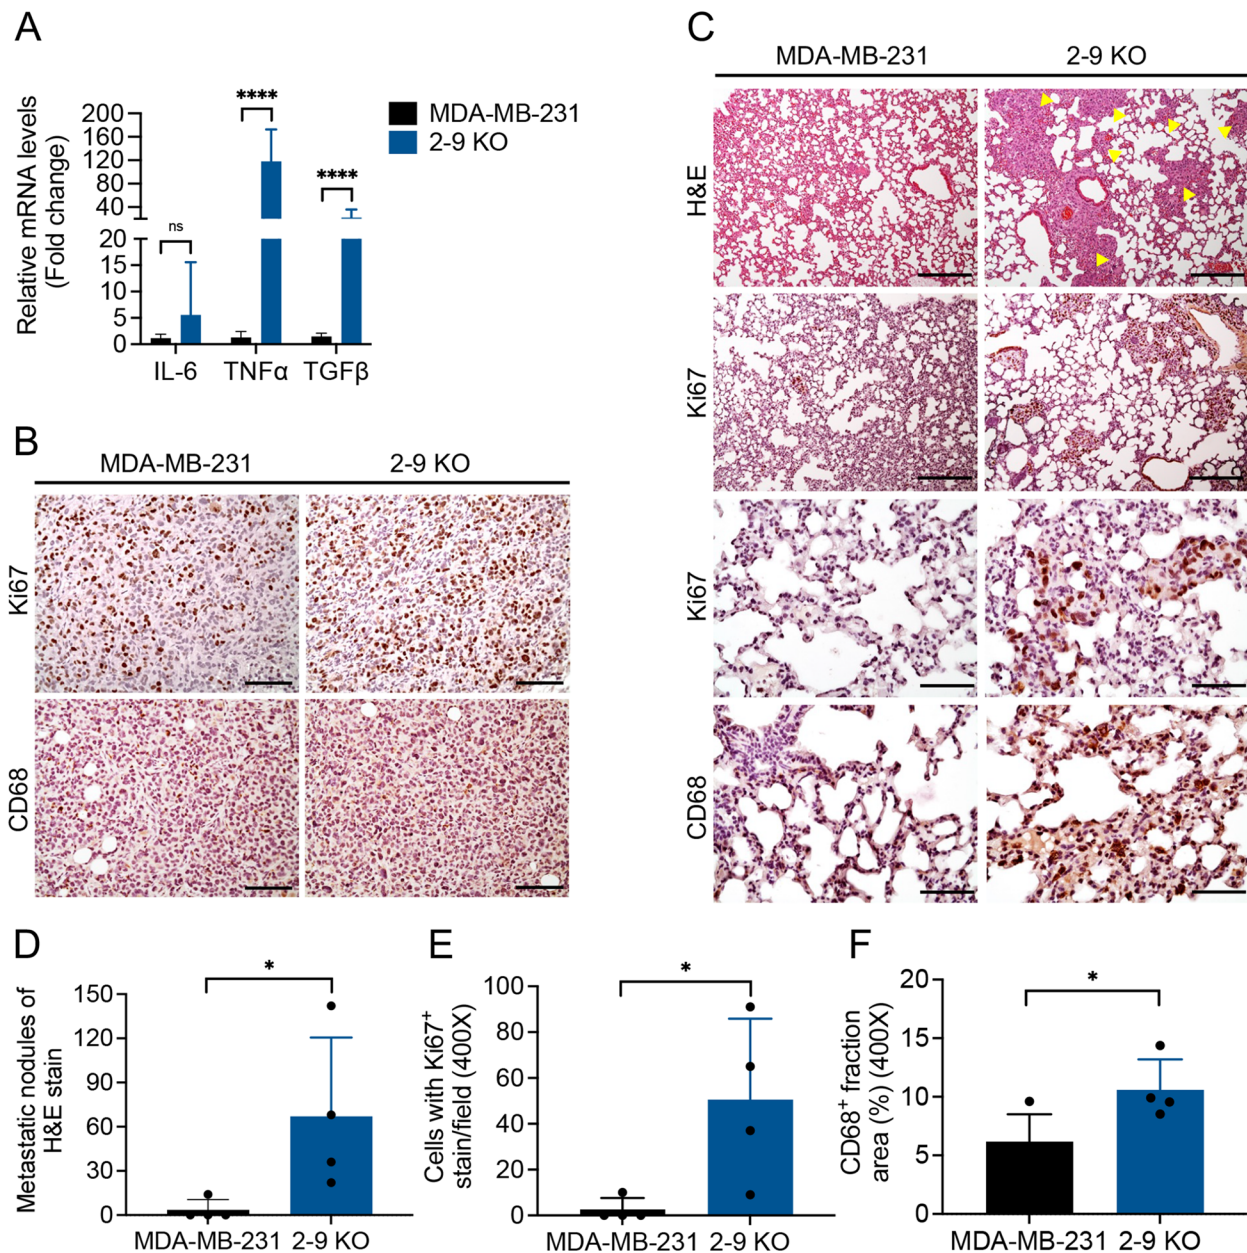 A
Relative mRNA levels
(Fold change)
200
160
120
80
40
20
15
10
5
0
ns
****
****
IL-6 TNFα TGFβ
MDA-MB-231
2-9 KO
B
MDA-MB-231 2-9 KO
Ki67
CD68
C
MDA-MB-231 2-9 KO
H&E
Ki67
Ki67
CD68
D
Metastatic nodules of
H&E stain
150
120
90
60
30
0
*
MDA-MB-231 2-9 KO
E
Cells with Ki67+
stain/field (400X)
100
80
60
40
20
0
*
MDA-MB-231 2-9 KO
F
CD68+ fraction
area (%) (400X)
20
15
10
5
0
*
MDA-MB-231 2-9 KO